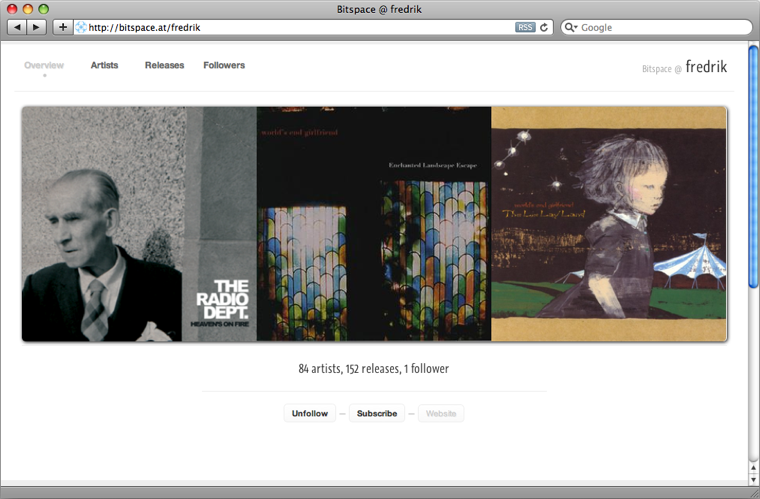 Bitspace @ fredrik
http://bitspace.at/fredrik
RSS
Google
Overview
Artists
Releases
Followers
Bitspace @ fredrik
world's end girlfriend
Enchanted Landscape Escape
world's end girlfriend
The Lie Lay Land
THE
RADIO
DEPT.
HEAVEN'S ON FIRE
84 artists, 152 releases, 1 follower
Unfollow – Subscribe – Website